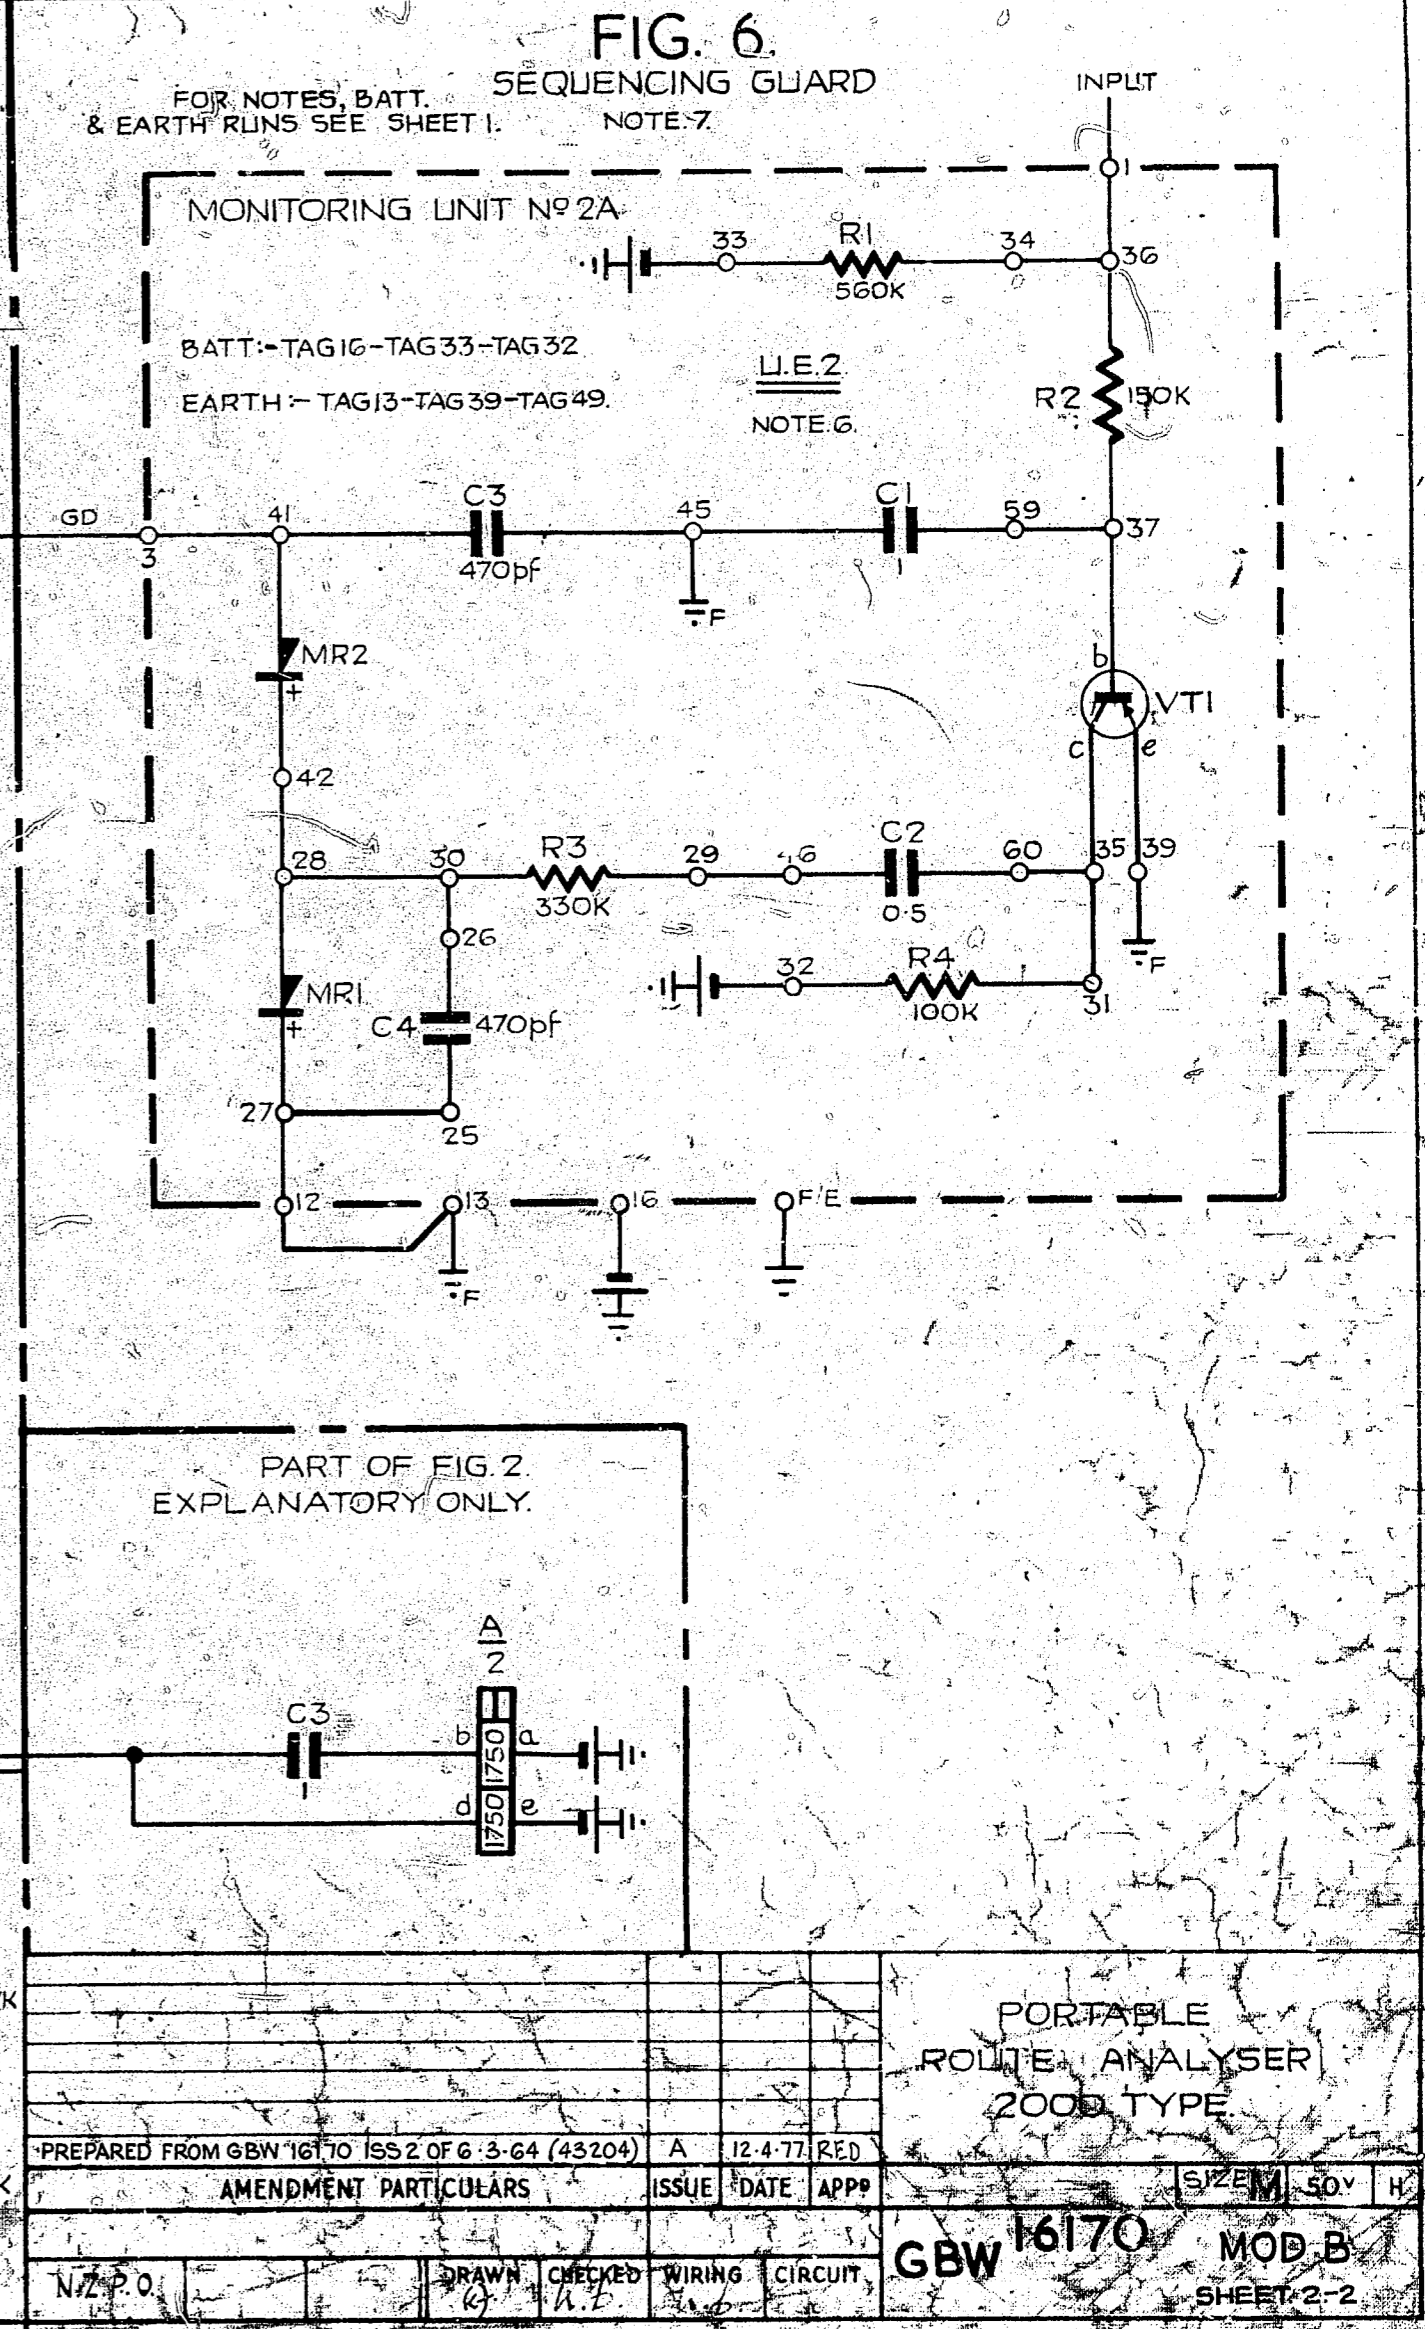 FIG. 6.
SEQUENCING GUARD
NOTE.7.
FOR NOTES, BATT.
& EARTH RUNS SEE SHEET 1.
INPUT
1
MONITORING UNIT Nº 2A
33
R1
560K
34
36
BATT:-TAG16-TAG33-TAG32
EARTH:- TAG13-TAG39-TAG49.
U.E.2
NOTE.6.
R2
150K
GD
3
41
C3
470pf
45
F
C1
1
59
37
MR2
+
b
VT1
c
e
42
28
30
R3
330K
29
C2
0.5
60
35
39
F
26
MR1
+
C4
470pf
32
R4
100K
31
27
25
12
13
F
16
F/E
PART OF FIG. 2.
EXPLANATORY ONLY.
A
2
C3
1
b
1750
a
d
1750
e
PORTABLE
ROUTE ANALYSER
2000 TYPE
PREPARED FROM GBW 16170 ISS 2 OF 6.3.64 (43204) A 12.4.77 RED
AMENDMENT PARTICULARS ISSUE DATE APPD
SIZE M 50V H
GBW 16170 MOD. B
SHEET. 2-2
N.Z.P.O. DRAWN CHECKED WIRING CIRCUIT